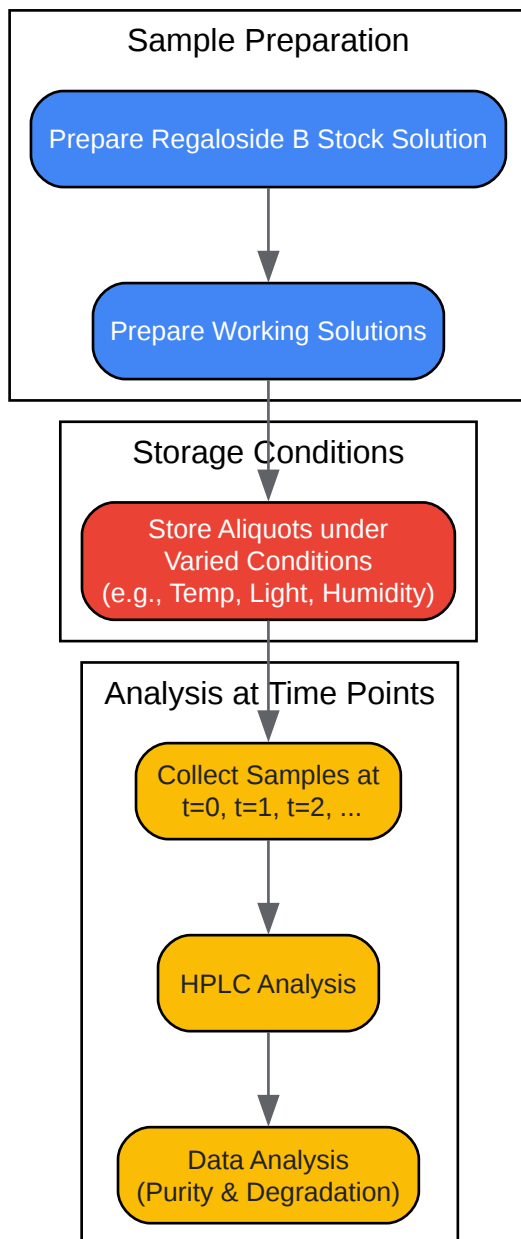 Sample Preparation
Prepare Regaloside B Stock Solution
Prepare Working Solutions
Storage Conditions
Store Aliquots under
Varied Conditions
(e.g., Temp, Light, Humidity)
Analysis at Time Points
Collect Samples at
t=0, t=1, t=2, ...
HPLC Analysis
Data Analysis
(Purity & Degradation)